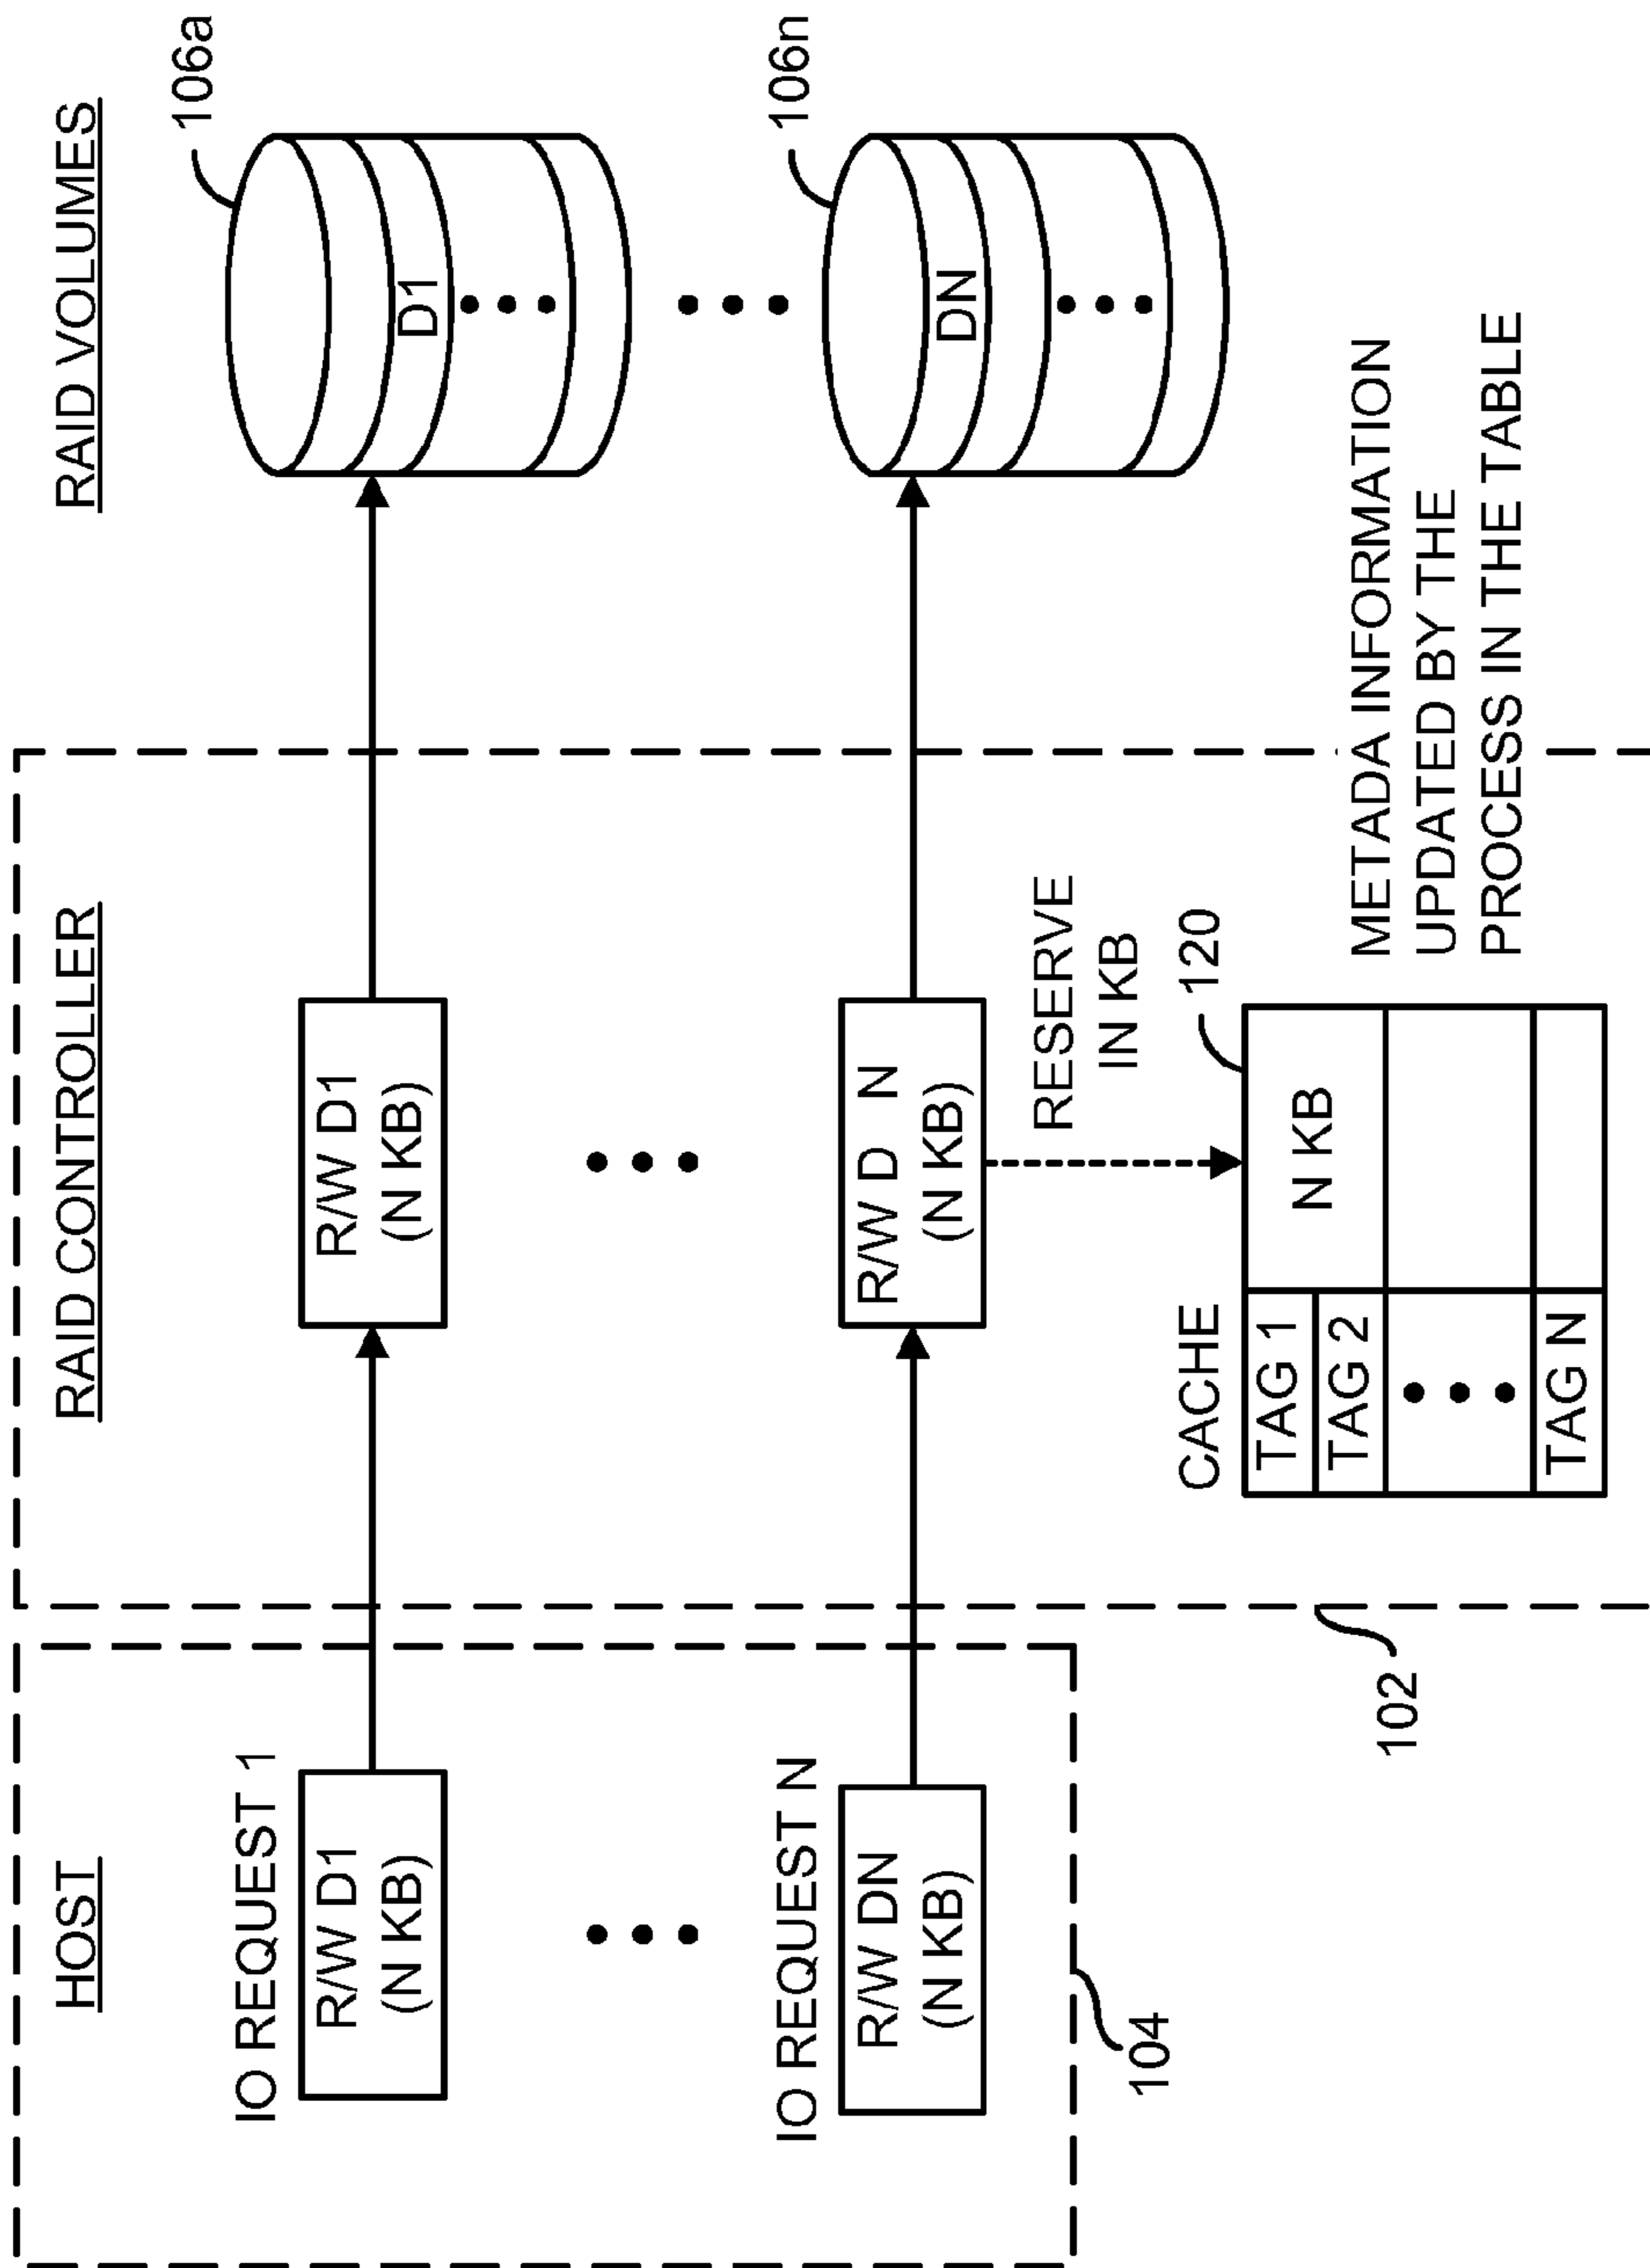 HOST
RAID CONTROLLER
RAID VOLUMES
106a
IO REQUEST 1
R/W D1
(N KB)
R/W D1
(N KB)
D1
106n
IO REQUEST N
R/W DN
(N KB)
R/W D N
(N KB)
DN
RESERVE
IN KB
104
CACHE
120
TAG 1
N KB
TAG 2
TAG N
METADA INFORMATION
UPDATED BY THE
PROCESS IN THE TABLE
102